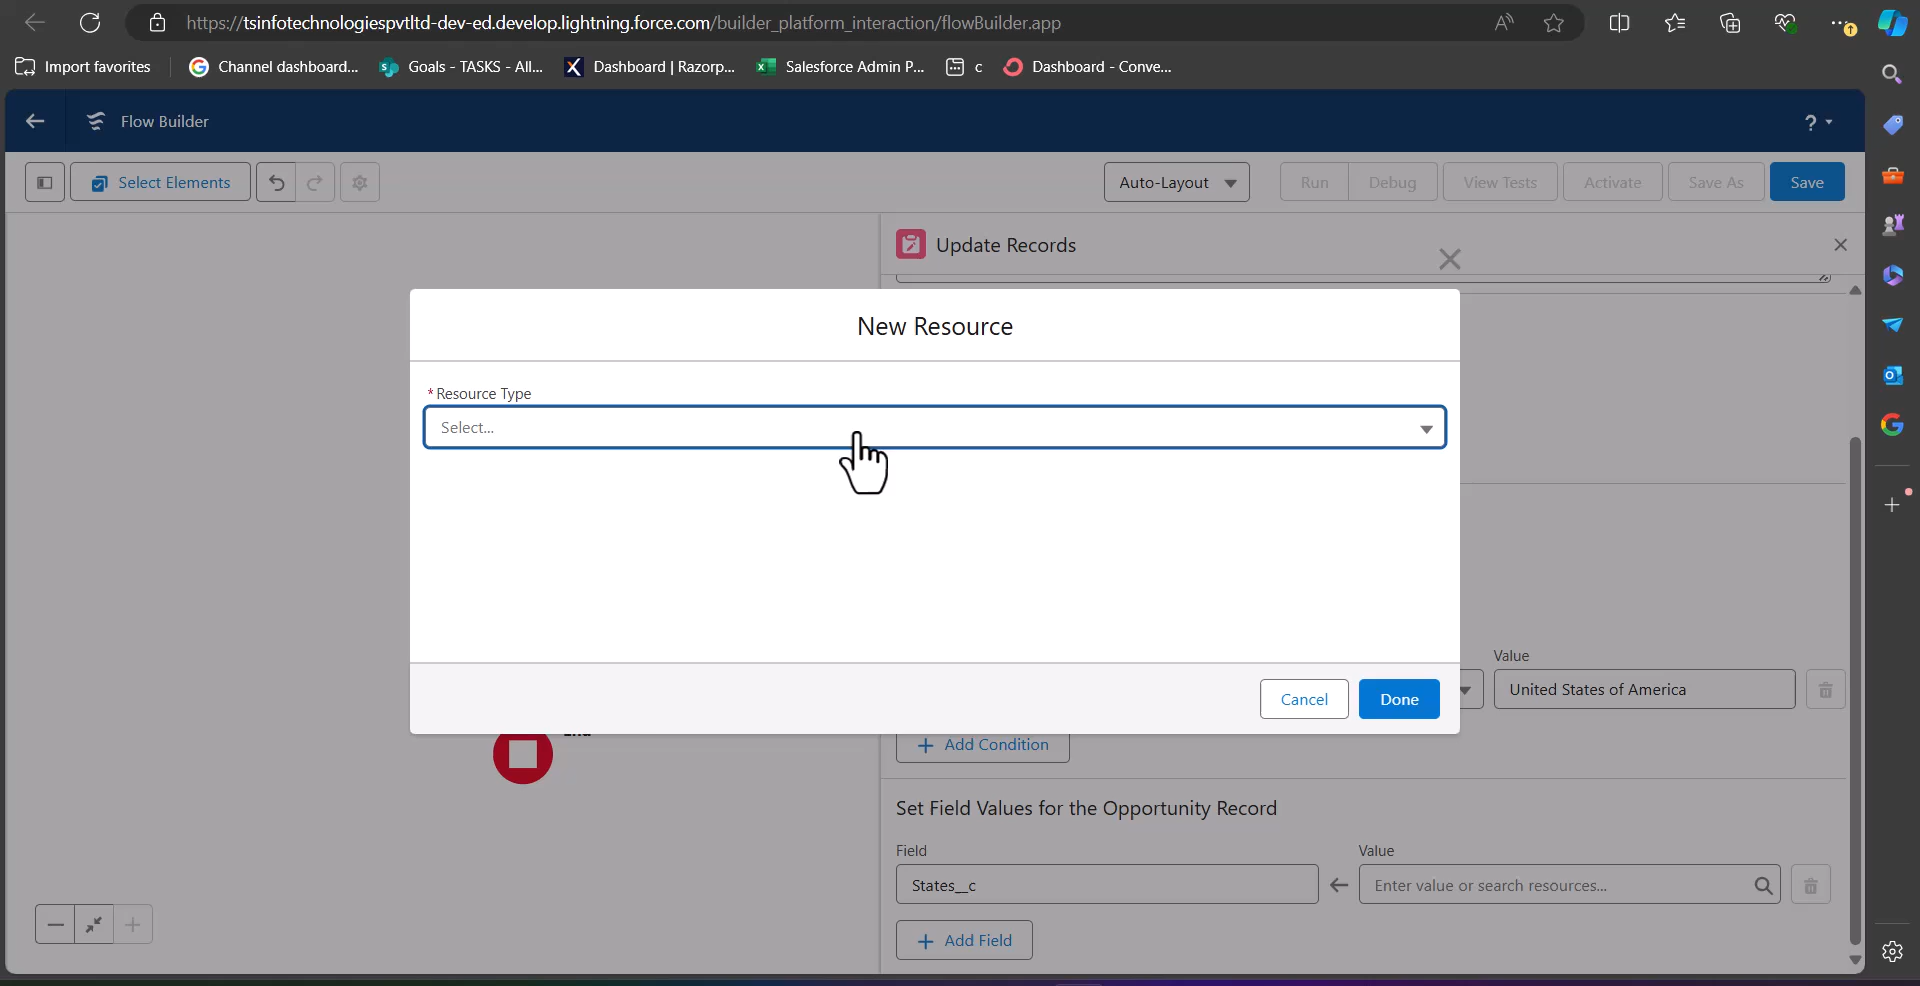 https://tsinfotechnologiespvtltd-dev-ed.develop.lightning.force.com/builder_platform_interaction/flowBuilder.app
Import favorites
Channel dashboard...
Goals - TASKS - All...
Dashboard | Razorp...
Salesforce Admin P...
c
Dashboard - Conve...
Flow Builder
?
Select Elements
Auto-Layout
Run
Debug
View Tests
Activate
Save As
Save
Update Records
New Resource
* Resource Type
Select...
Cancel
Done
Value
United States of America
End
Add Condition
Set Field Values for the Opportunity Record
Field
Value
States__c
Enter value or search resources...
Add Field